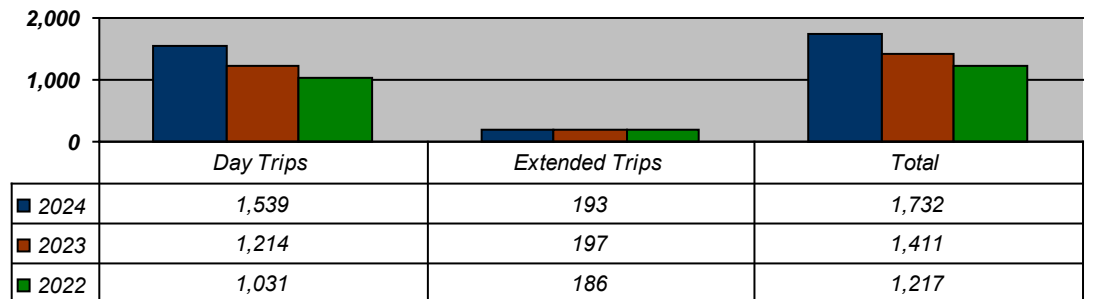 2,000
1,000
0
Day Trips Extended Trips Total
2024 1,539 193 1,732
2023 1,214 197 1,411
2022 1,031 186 1,217